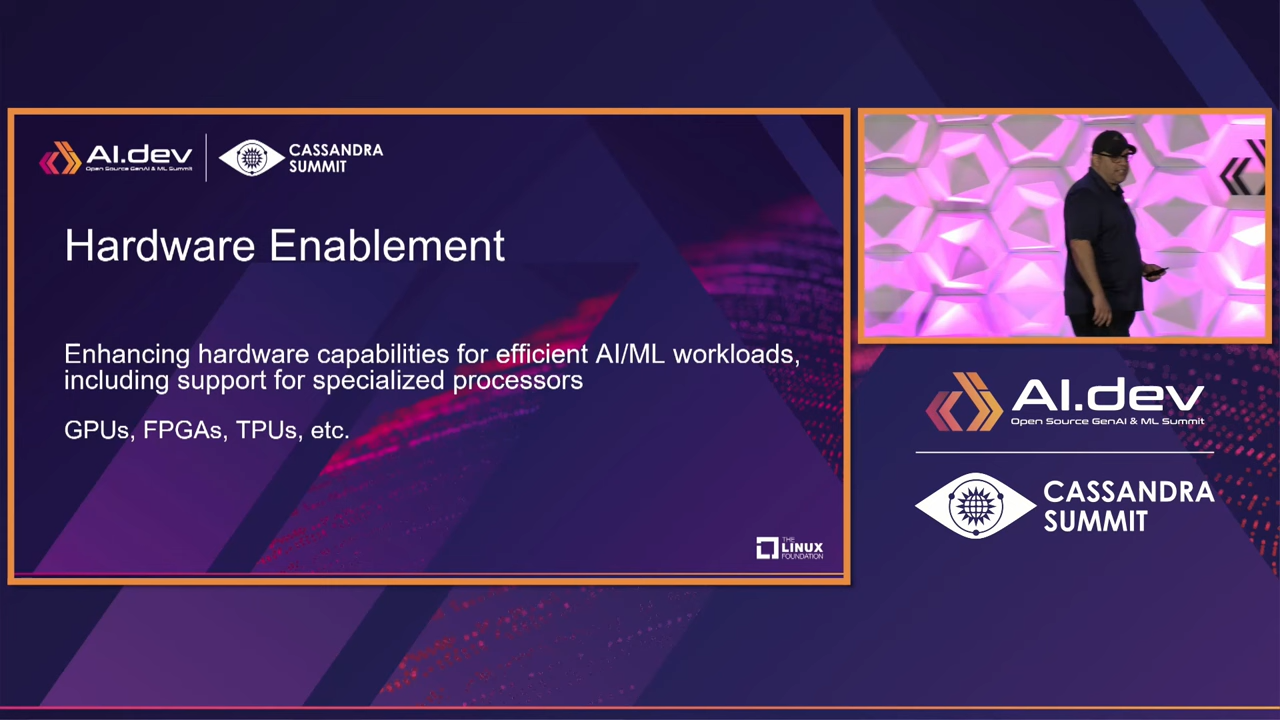 AI.dev
Open Source GenAI & ML Summit
CASSANDRA
SUMMIT
Hardware Enablement
Enhancing hardware capabilities for efficient AI/ML workloads,
including support for specialized processors
GPUs, FPGAs, TPUs, etc.
THE
LINUX
FOUNDATION
AI.dev
Open Source GenAI & ML Summit
CASSANDRA
SUMMIT